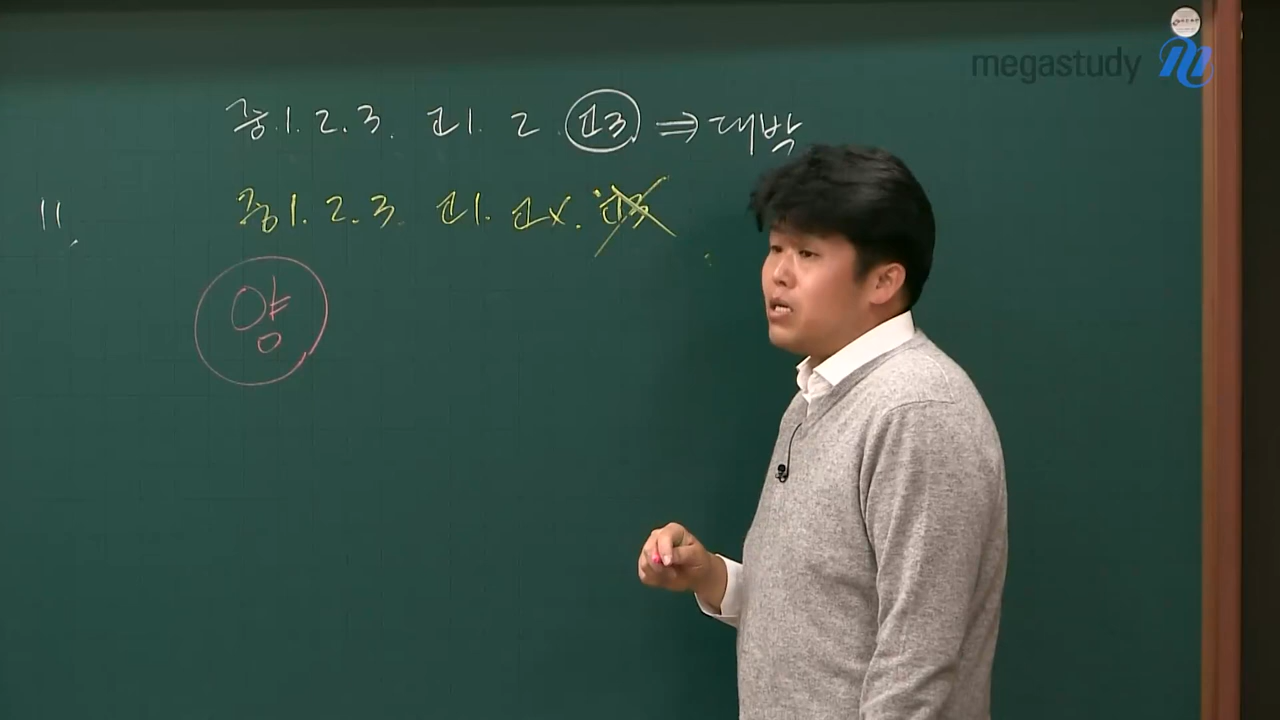 megastudy
중1. 2. 3. 고1. 2 고3 ⇒ 대박
11.
중1. 2. 3. 고1. 고x. 고3
양